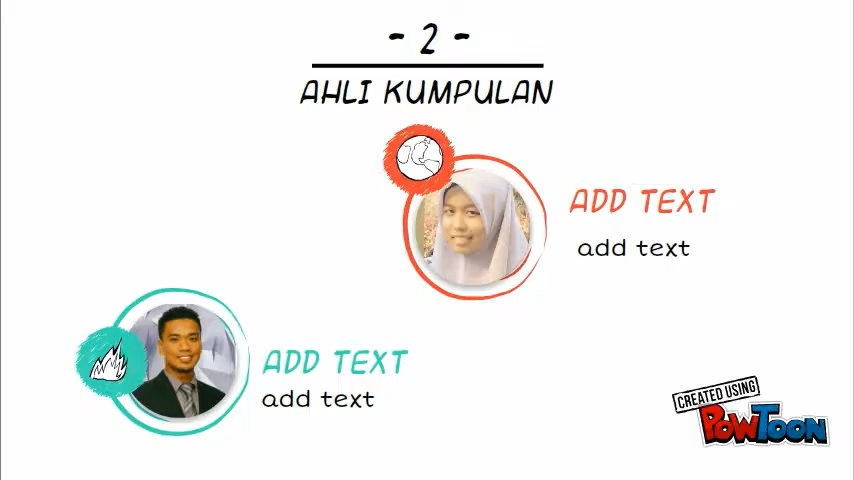 - 2 -
AHLI KUMPULAN
ADD TEXT
add text
ADD TEXT
add text
CREATED USING
POWTOON